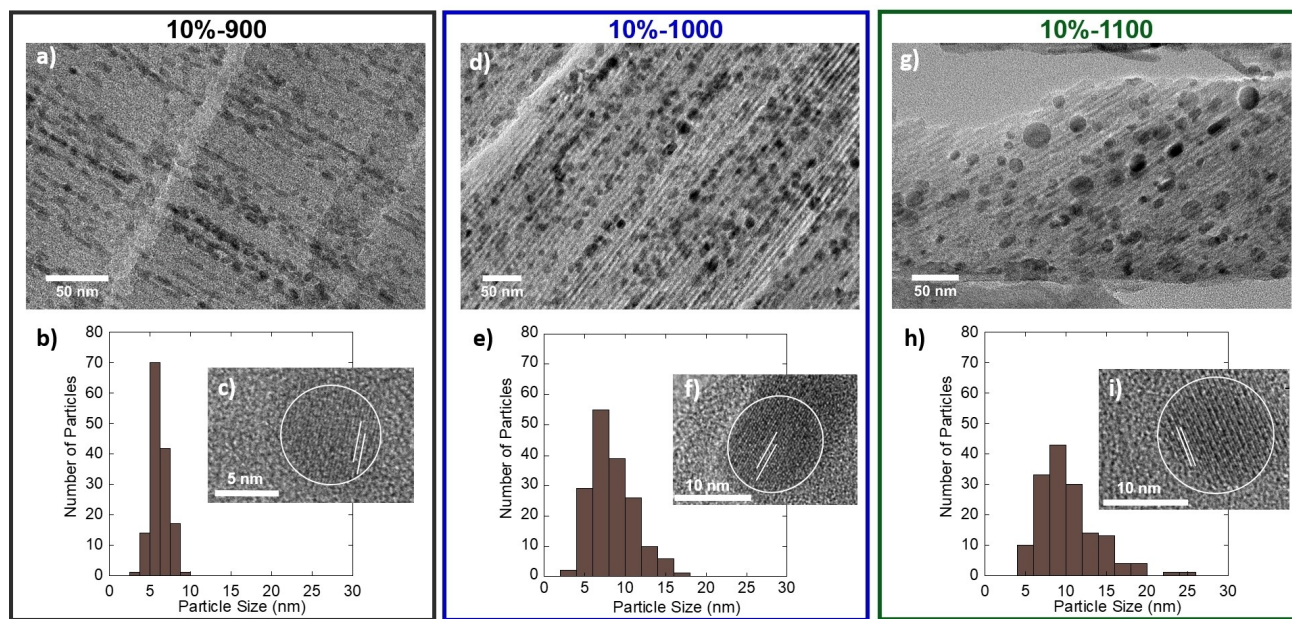 10%-900
a)
50 nm
b)
80
70
60
50
40
30
20
10
0
Number of Particles
c)
5 nm
0 5 10 15 20 25 30
Particle Size (nm)
10%-1000
d)
50 nm
e)
80
70
60
50
40
30
20
10
0
Number of Particles
f)
10 nm
0 5 10 15 20 25 30
Particle Size (nm)
10%-1100
g)
50 nm
h)
80
70
60
50
40
30
20
10
0
Number of Particles
i)
10 nm
0 5 10 15 20 25 30
Particle Size (nm)